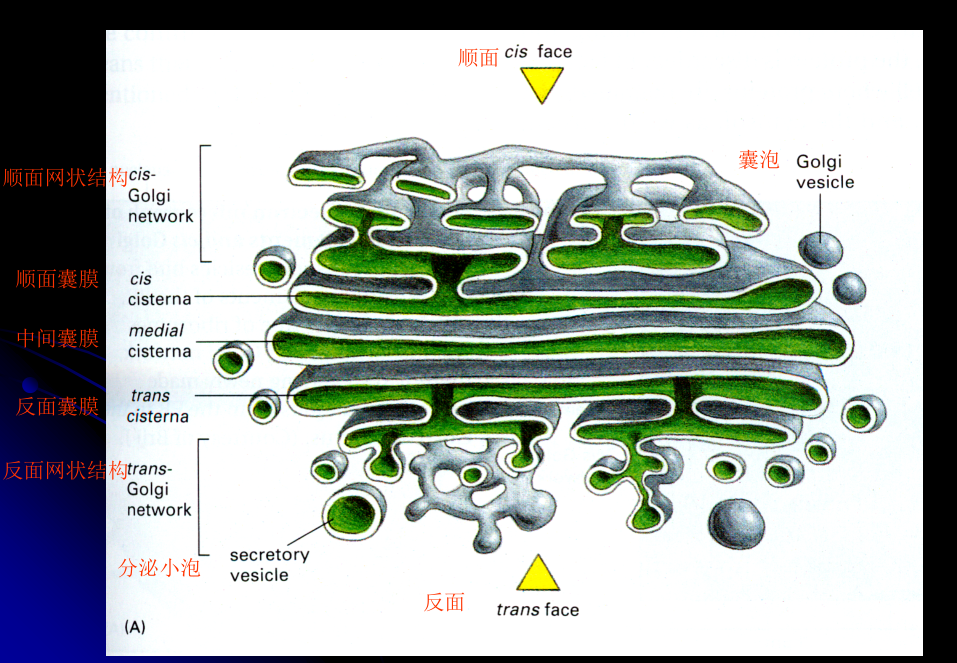 顺面 cis face
囊泡 Golgi
vesicle
顺面网状结构 cis-
Golgi
network
顺面囊膜 cis
cisterna
中间囊膜 medial
cisterna
反面囊膜 trans
cisterna
反面网状结构 trans-
Golgi
network
分泌小泡 secretory
vesicle
反面 trans face
(A)